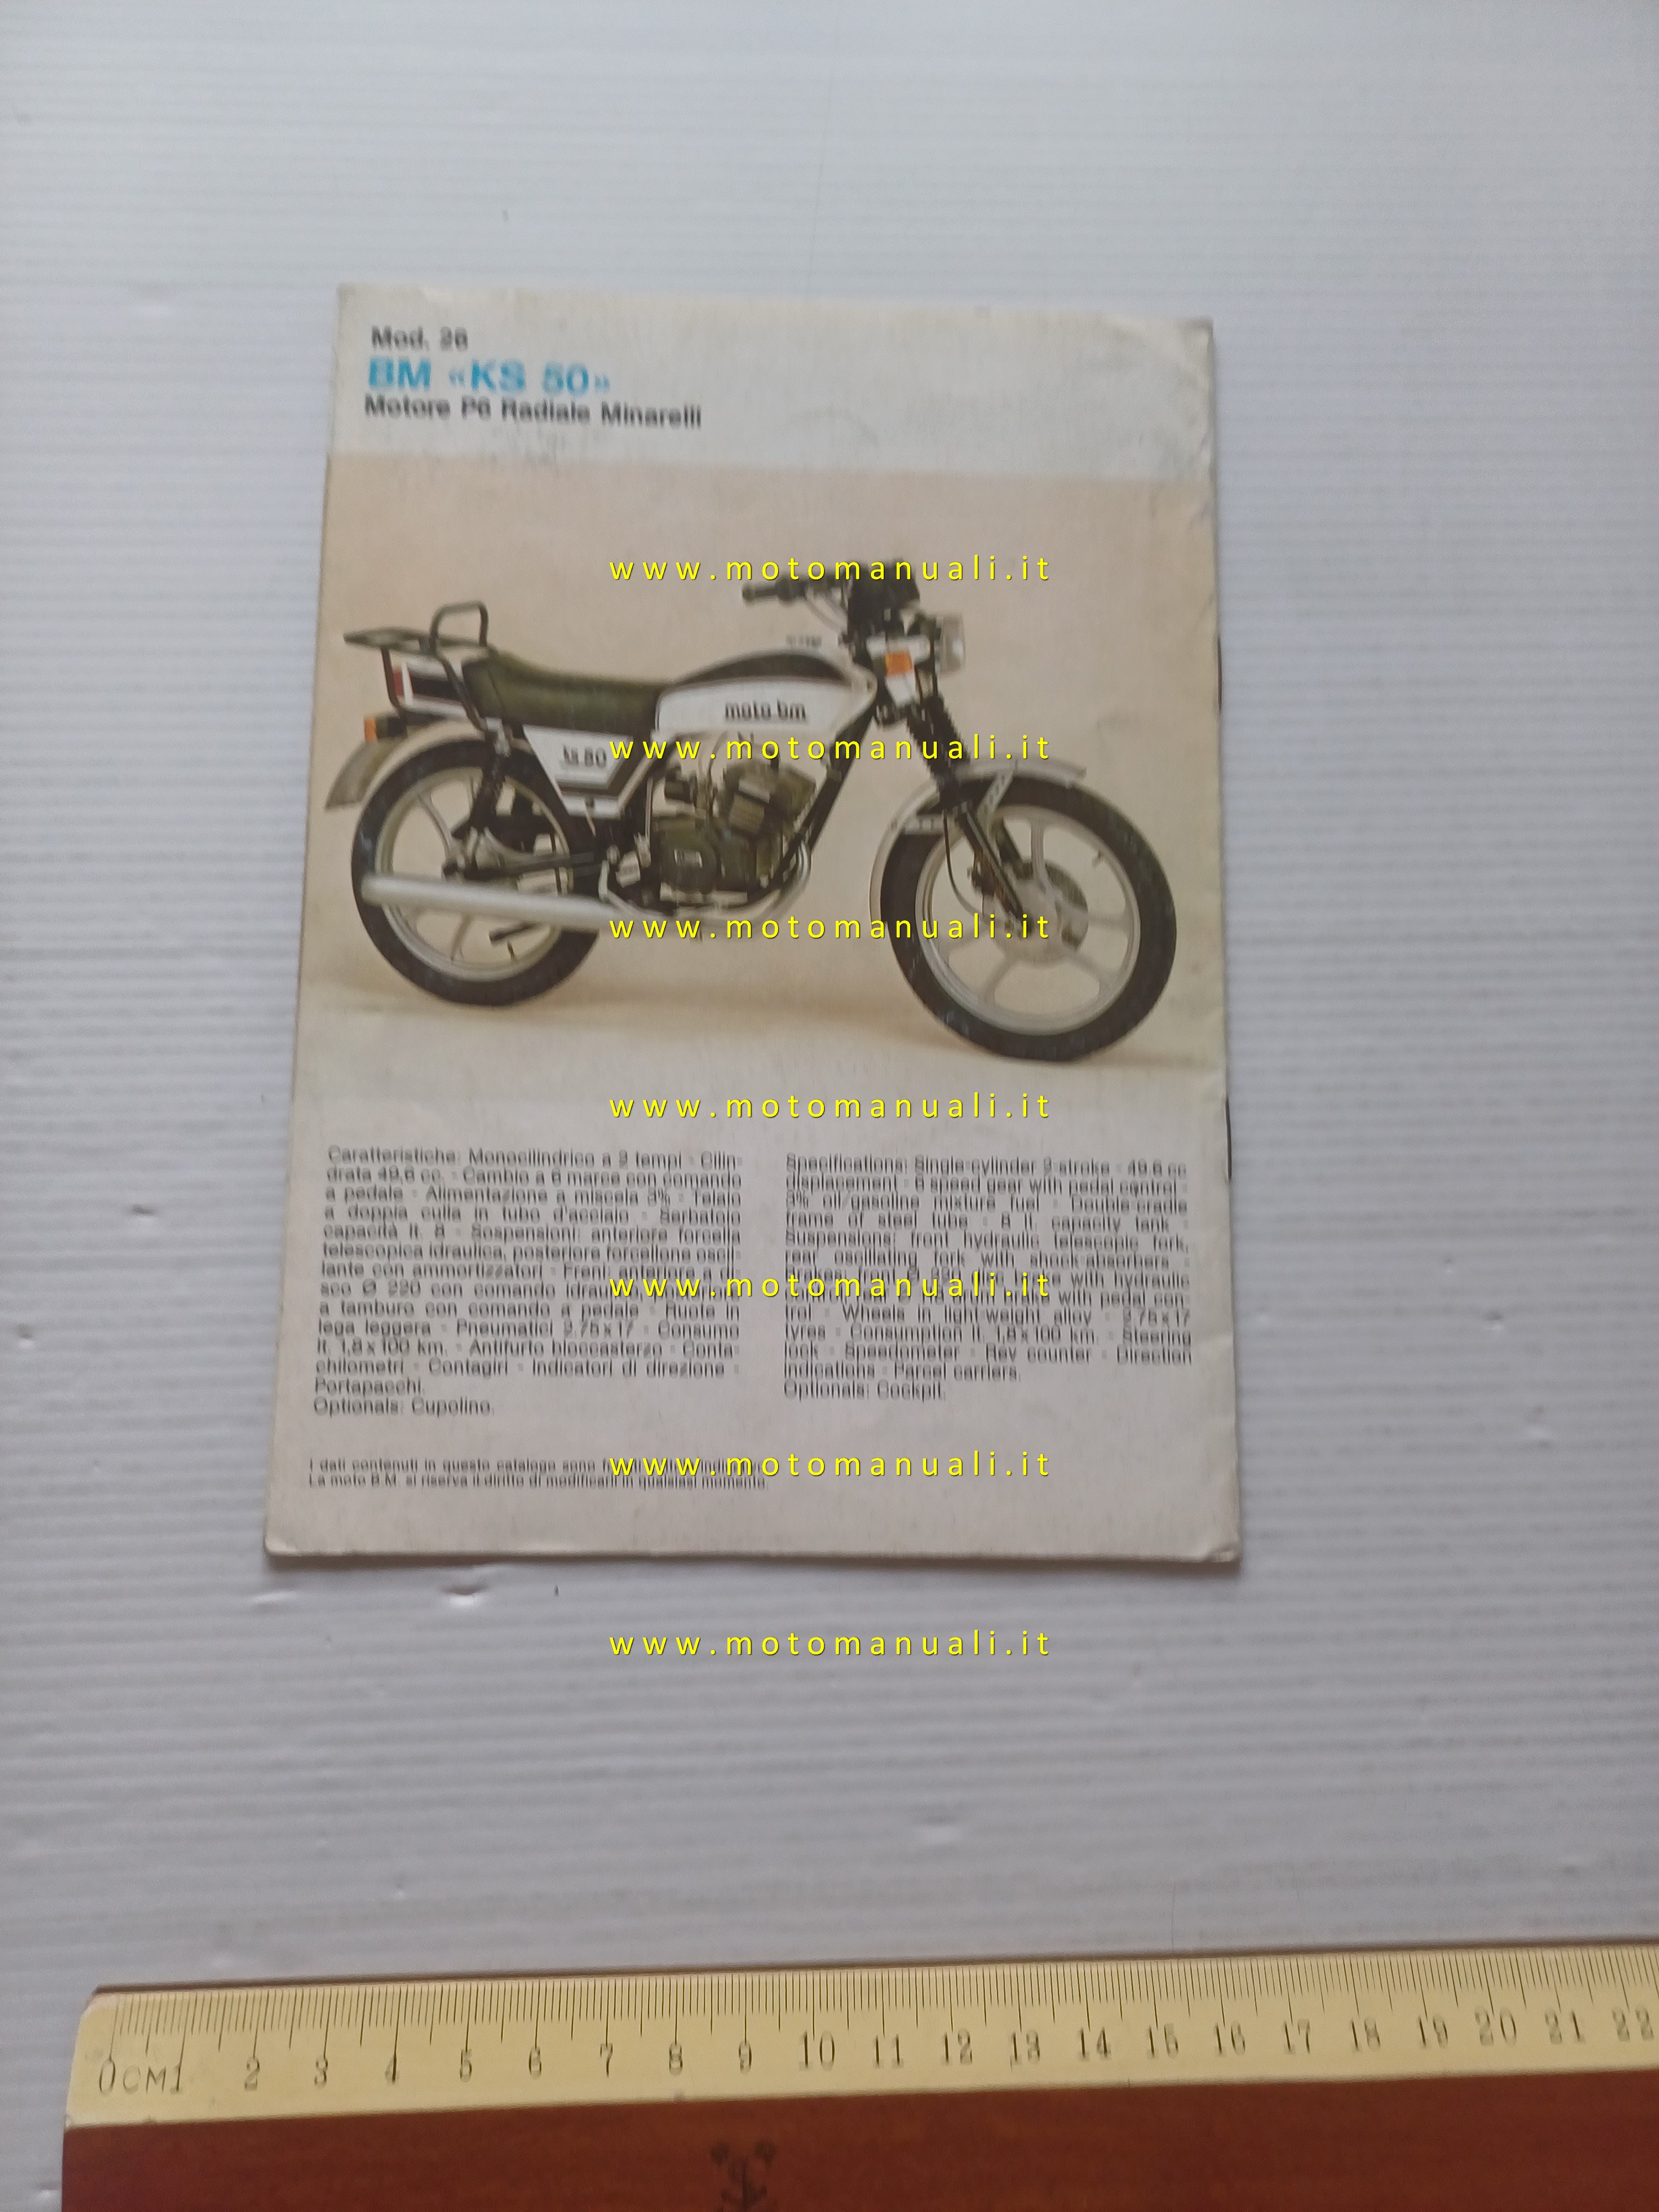 Mod. 26
BM «KS 50»
Motore P6 Radiale Minarelli
www.motomanuali.it
moto bm
www.motomanuali.it
ks 50
www.motomanuali.it
www.motomanuali.it
Caratteristiche: Monocilindrico a 2 tempi - Cilin-
drata 49,6 cc. - Cambio a 6 marce con comando
a pedale - Alimentazione a miscela 3% - Telaio
a doppia culla in tubo d'acciaio - Serbatoio
capacità lt. 8 - Sospensioni: anteriore forcella
telescopica idraulica, posteriore forcellone oscil-
lante con ammortizzatori - Freni: anteriore a di-
sco Ø 220 con comando
a tamburo con comando a pedale - Ruote in
lega leggera - Pneumatici 2.75x17 - Consumo
lt. 1,8x100 km. - Antifurto bloccasterzo - Conta-
chilometri - Contagiri - Indicatori di direzione -
Portapacchi.
Optionals: Cupolino.
Specifications: Single-cylinder 2-stroke - 49.6 cc
displacement - 6 speed gear with pedal control -
3% oil/gasoline mixture fuel - Double-cradle
frame of steel tube - 8 lt. capacity tank -
Suspensions: front hydraulic telescopic fork,
rear oscillating fork with shock-absorbers -
Brakes: front with hydraulic
brake with pedal con-
trol - Wheels in light-weight alloy - 2.75x17
tyres - Consumption lt. 1,8x100 km. - Steering
lock - Speedometer - Rev counter - Direction
indications - Parcel carriers.
Optionals: Cockpit.
www.motomanuali.it
I dati contenuti in questo catalogo sono
La moto B.M. si riserva il diritto di modificarli in qualsiasi momento.
www.motomanuali.it
www.motomanuali.it
0CM1 2 3 4 5 6 7 8 9 10 11 12 13 14 15 16 17 18 19 20 21 22